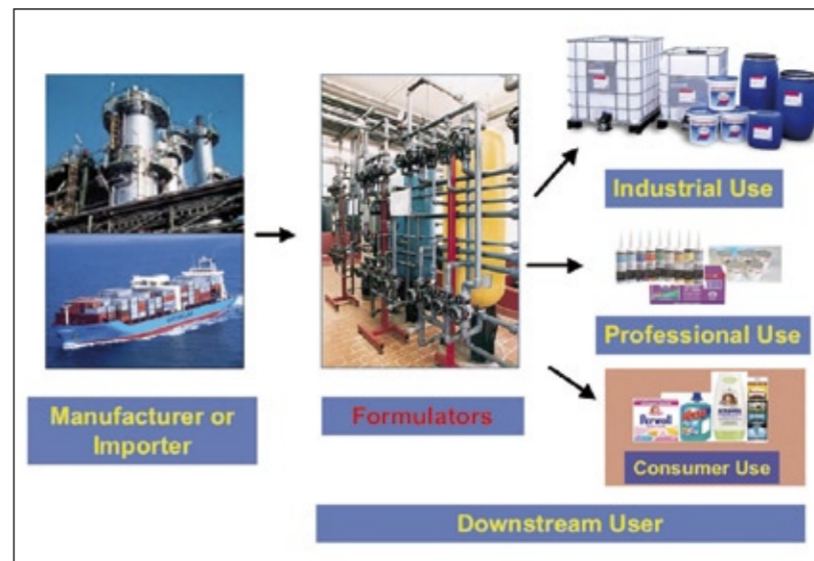 Manufacturer or
Importer
Formulators
Industrial Use
Professional Use
Consumer Use
Downstream User